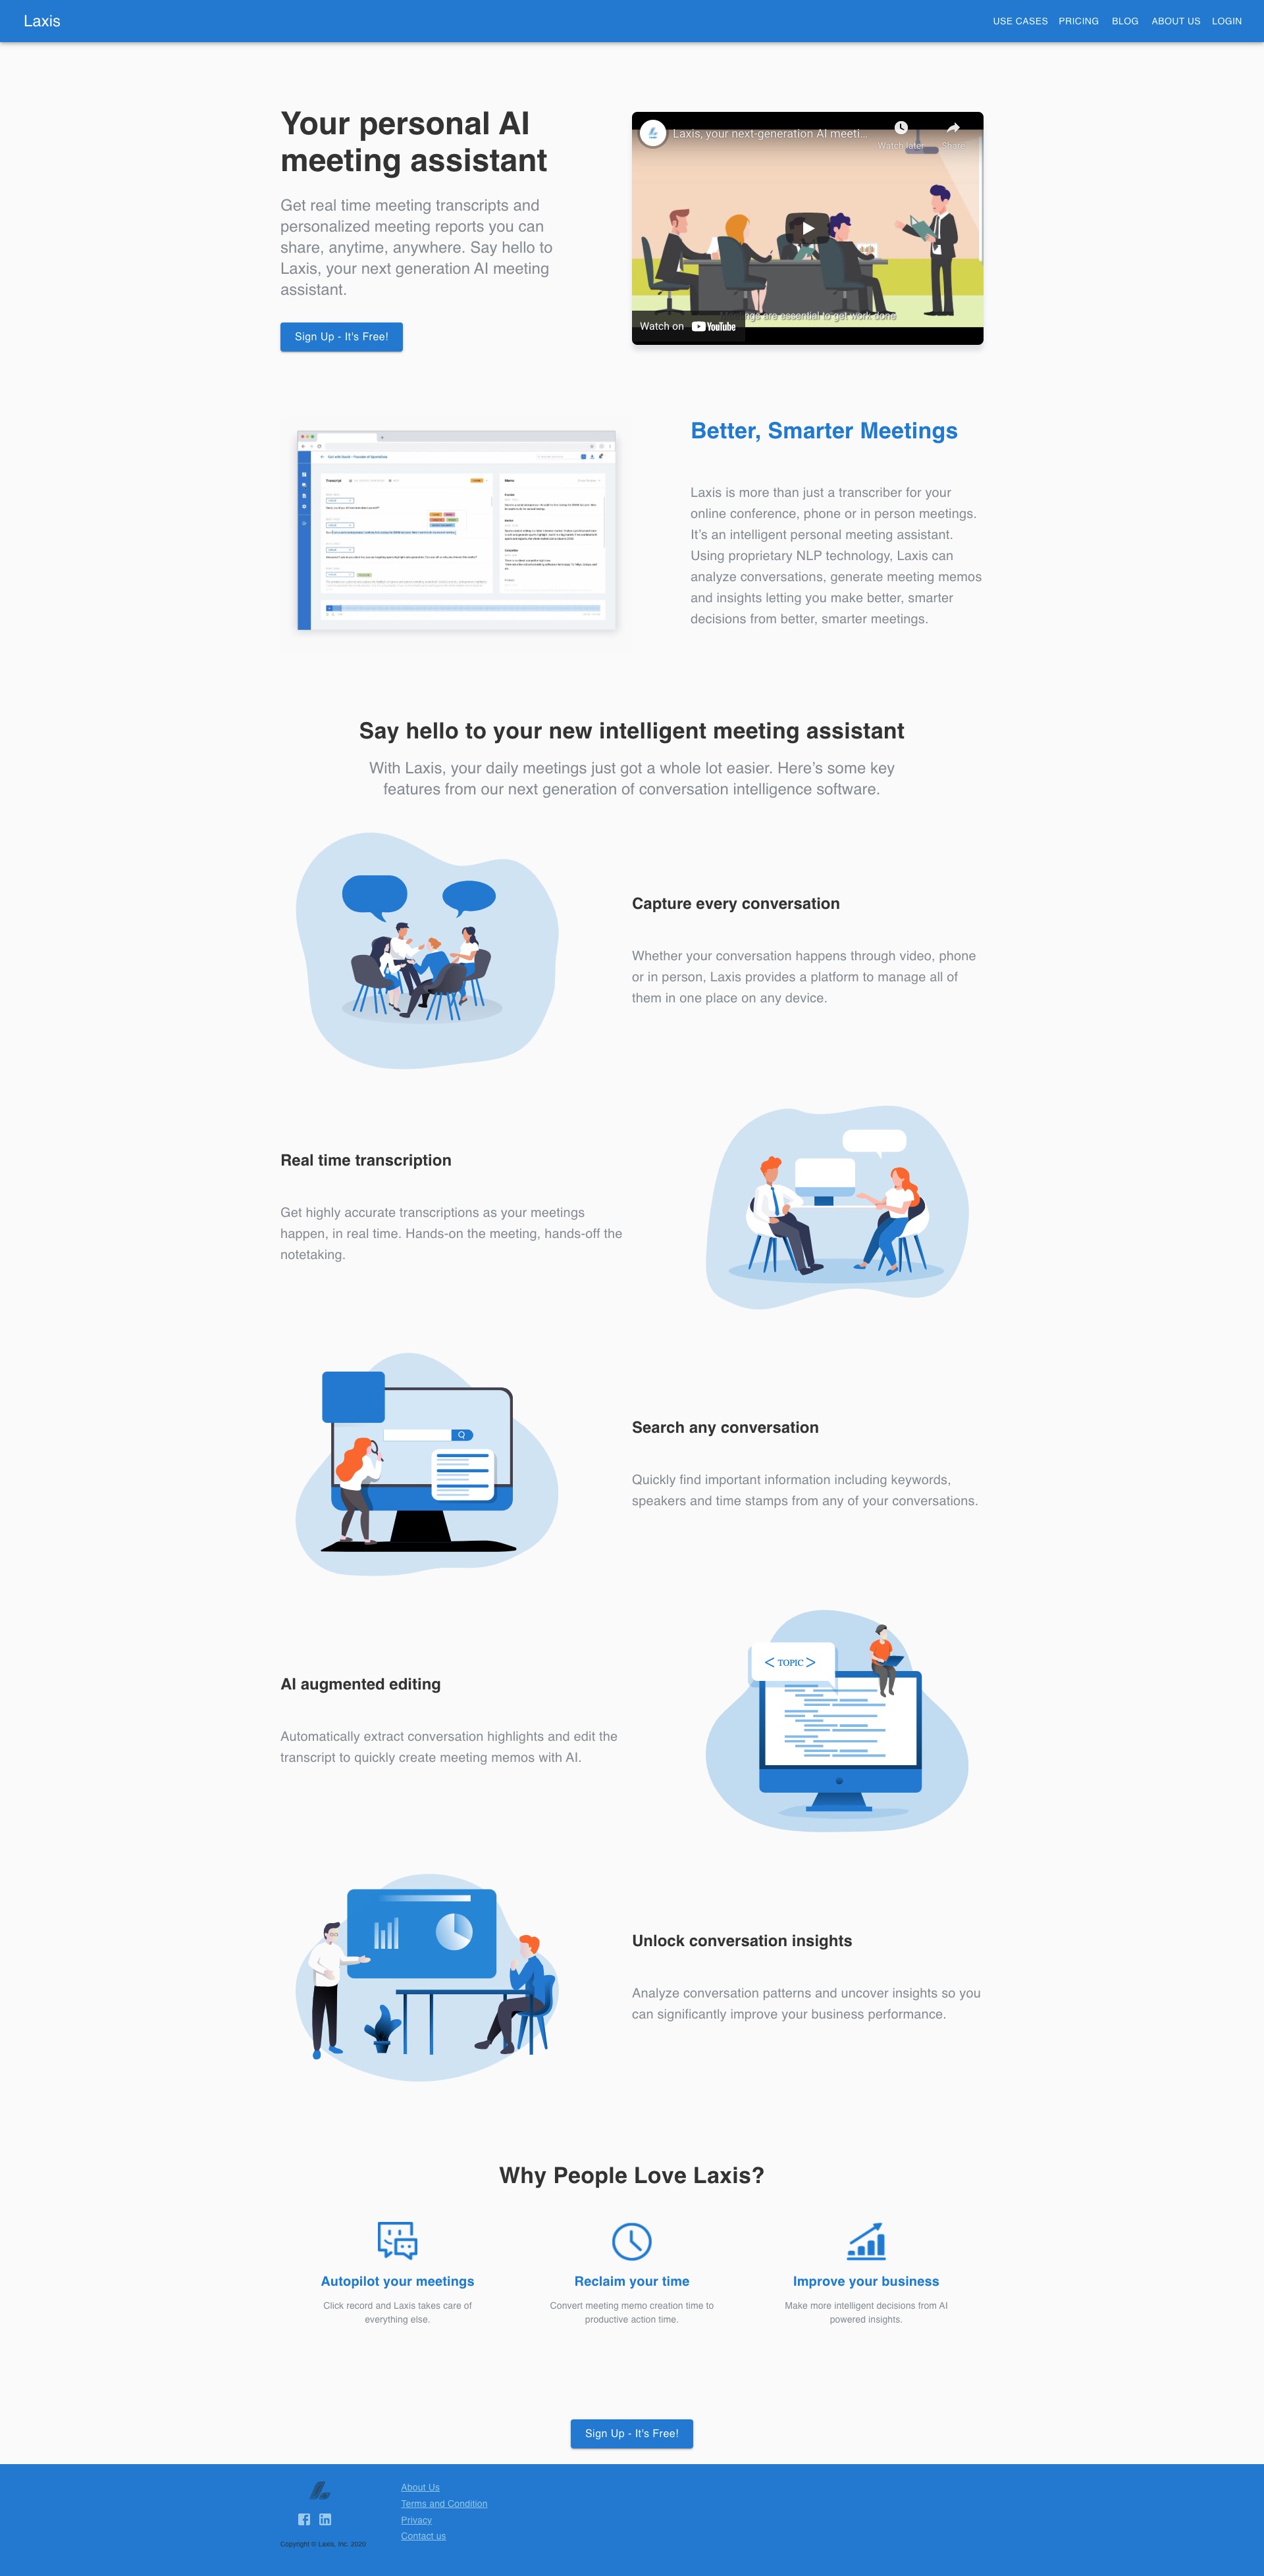 Laxis
USE CASES PRICING BLOG ABOUT US LOGIN
Your personal AI
meeting assistant
Get real time meeting transcripts and
personalized meeting reports you can
share, anytime, anywhere. Say hello to
Laxis, your next generation AI meeting
assistant.
Sign Up - It's Free!
Laxis, your next-generation AI meeti...
Watch later
Share
Watch on YouTube
Better, Smarter Meetings
Laxis is more than just a transcriber for your
online conference, phone or in person meetings.
It’s an intelligent personal meeting assistant.
Using proprietary NLP technology, Laxis can
analyze conversations, generate meeting memos
and insights letting you make better, smarter
decisions from better, smarter meetings.
Transcript
Memo
Say hello to your new intelligent meeting assistant
With Laxis, your daily meetings just got a whole lot easier. Here’s some key
features from our next generation of conversation intelligence software.
Capture every conversation
Whether your conversation happens through video, phone
or in person, Laxis provides a platform to manage all of
them in one place on any device.
Real time transcription
Get highly accurate transcriptions as your meetings
happen, in real time. Hands-on the meeting, hands-off the
notetaking.
Search any conversation
Quickly find important information including keywords,
speakers and time stamps from any of your conversations.
AI augmented editing
Automatically extract conversation highlights and edit the
transcript to quickly create meeting memos with AI.
< TOPIC >
Unlock conversation insights
Analyze conversation patterns and uncover insights so you
can significantly improve your business performance.
Why People Love Laxis?
Autopilot your meetings
Click record and Laxis takes care of
everything else.
Reclaim your time
Convert meeting memo creation time to
productive action time.
Improve your business
Make more intelligent decisions from AI
powered insights.
Sign Up - It's Free!
About Us
Terms and Condition
Privacy
Contact us
Copyright © Laxis, Inc. 2020